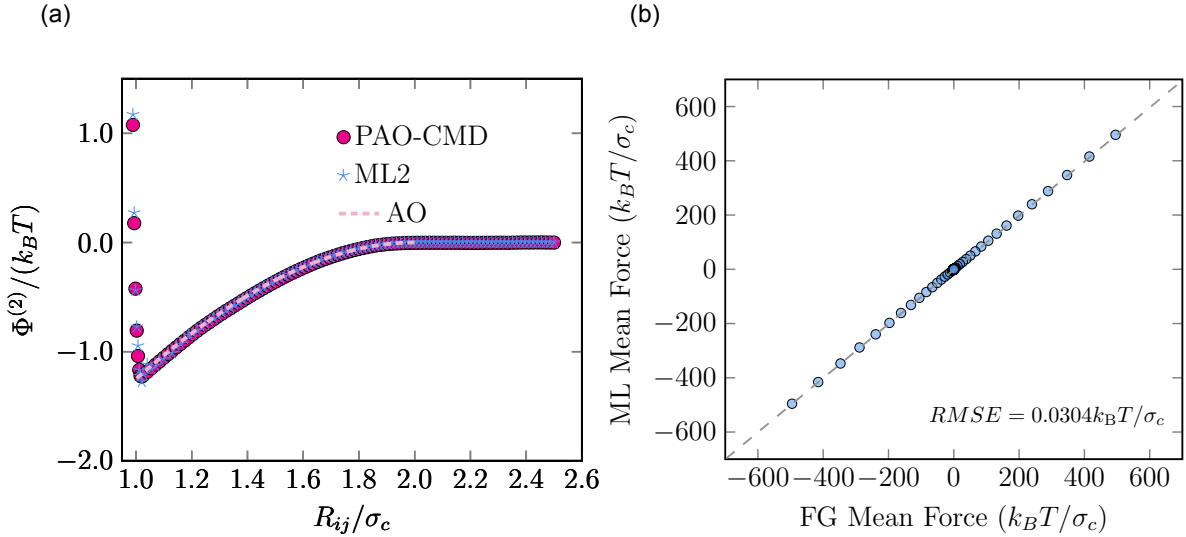 (a)
1.0
0.0
−1.0
−2.0
Φ(2)/(kBT)
PAO-CMD
ML2
AO
1.0 1.2 1.4 1.6 1.8 2.0 2.2 2.4 2.6
Rij/σc
(b)
600
400
200
0
−200
−400
−600
ML Mean Force (kBT/σc)
RMSE = 0.0304kBT/σc
−600 −400 −200 0 200 400 600
FG Mean Force (kBT/σc)